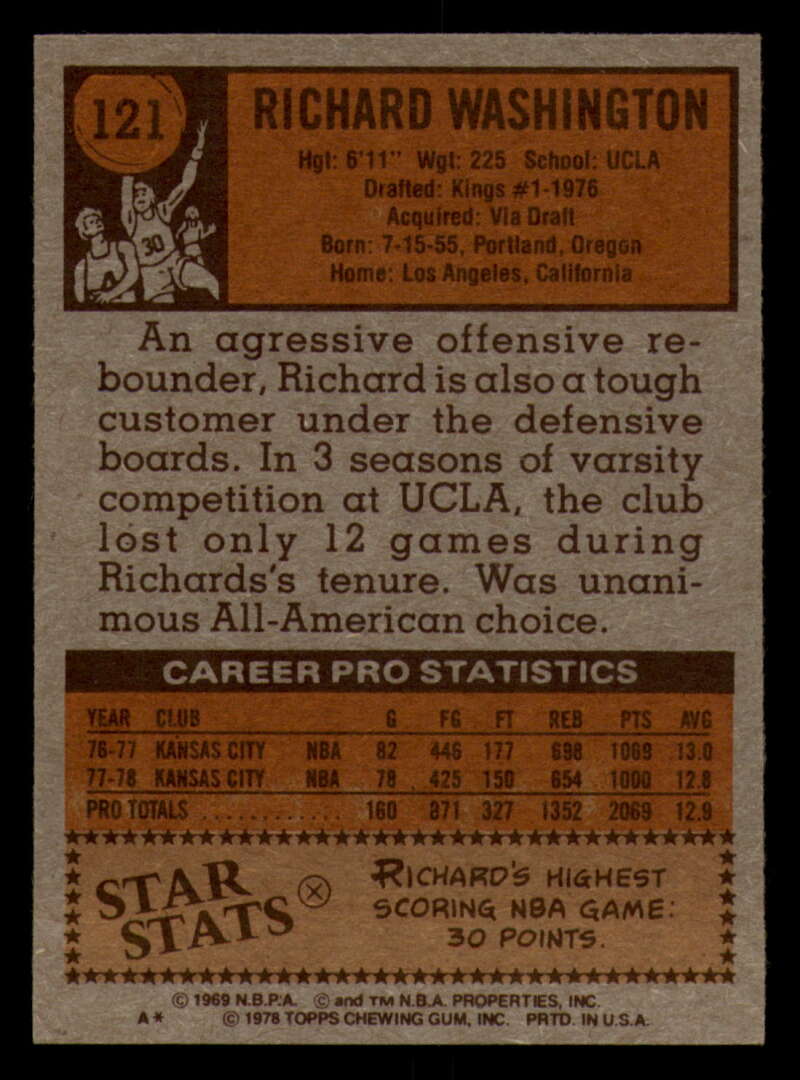 121
RICHARD WASHINGTON
Hgt: 6'11" Wgt: 225 School: UCLA
Drafted: Kings #1-1976
Acquired: Via Draft
Born: 7-15-55, Portland, Oregon
Home: Los Angeles, California
30
An agressive offensive re-
bounder, Richard is also a tough
customer under the defensive
boards. In 3 seasons of varsity
competition at UCLA, the club
lost only 12 games during
Richards's tenure. Was unani-
mous All-American choice.
CAREER PRO STATISTICS
YEAR CLUB G FG FT REB PTS AVG
76-77 KANSAS CITY NBA 82 446 177 698 1069 13.0
77-78 KANSAS CITY NBA 78 425 150 654 1000 12.8
PRO TOTALS ............ 160 871 327 1352 2069 12.9
STAR
STATS
RICHARD'S HIGHEST
SCORING NBA GAME:
30 POINTS.
© 1969 N.B.P.A. © and TM N.B.A. PROPERTIES, INC.
A* © 1978 TOPPS CHEWING GUM, INC. PRTD. IN U.S.A.